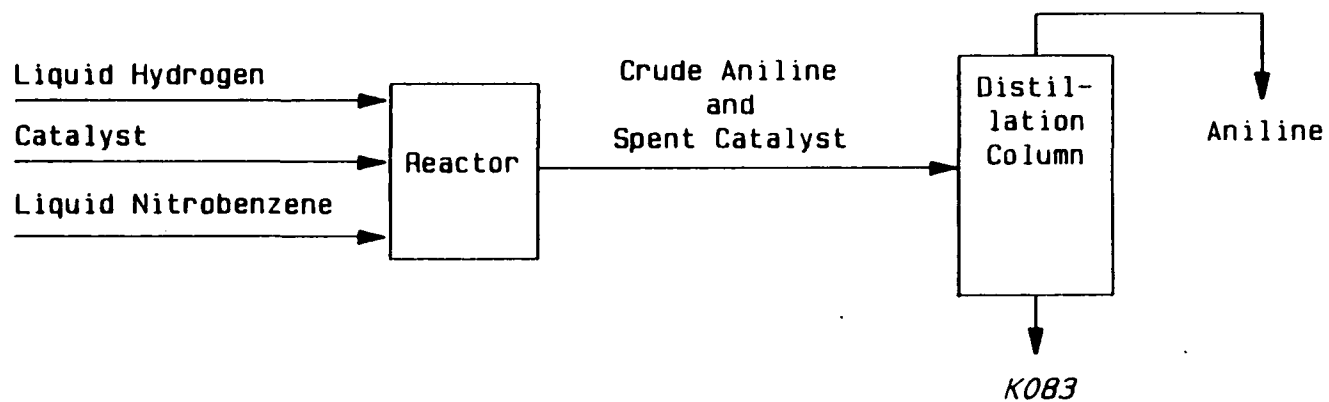 Liquid Hydrogen
Catalyst
Liquid Nitrobenzene
Reactor
Crude Aniline
and
Spent Catalyst
Distil-
lation
Column
Aniline
K083